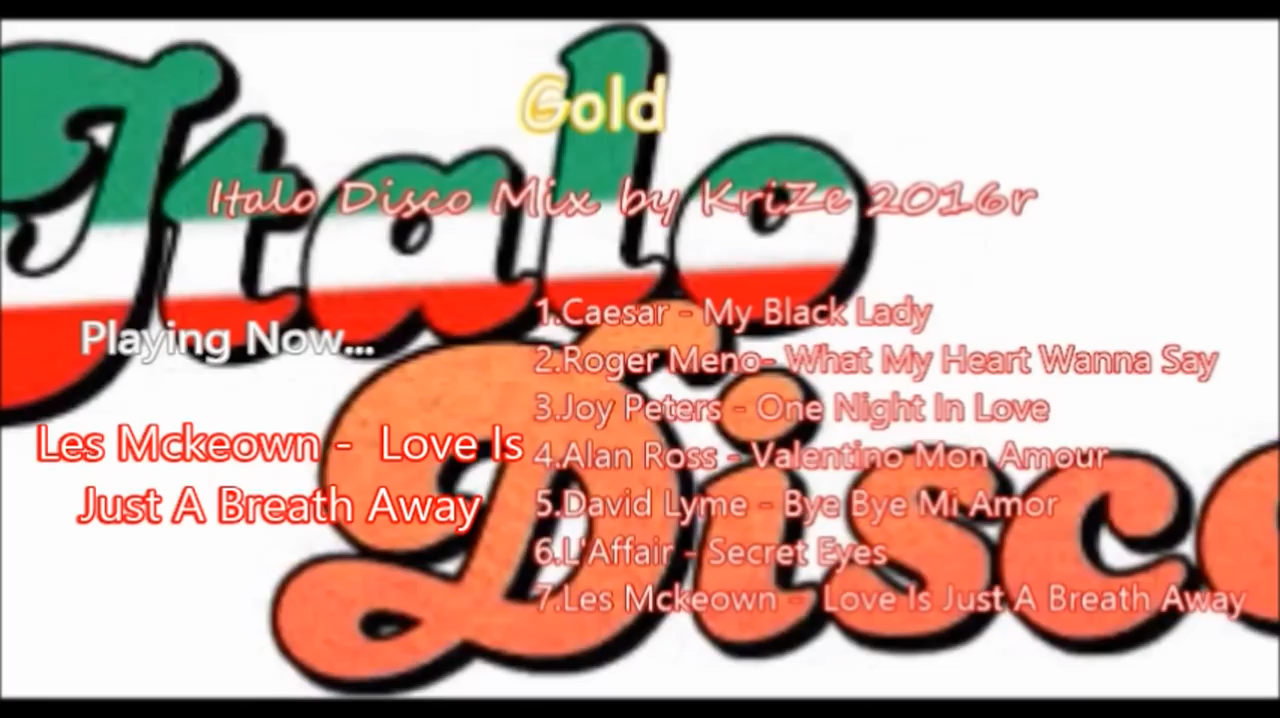 Italo
Disco
Gold
Italo Disco Mix by KriZe 2016r
Playing Now...
Les Mckeown - Love Is
Just A Breath Away
1.Caesar - My Black Lady
2.Roger Meno- What My Heart Wanna Say
3.Joy Peters - One Night In Love
4.Alan Ross - Valentino Mon Amour
5.David Lyme - Bye Bye Mi Amor
6.L'Affair - Secret Eyes
7.Les Mckeown - Love Is Just A Breath Away